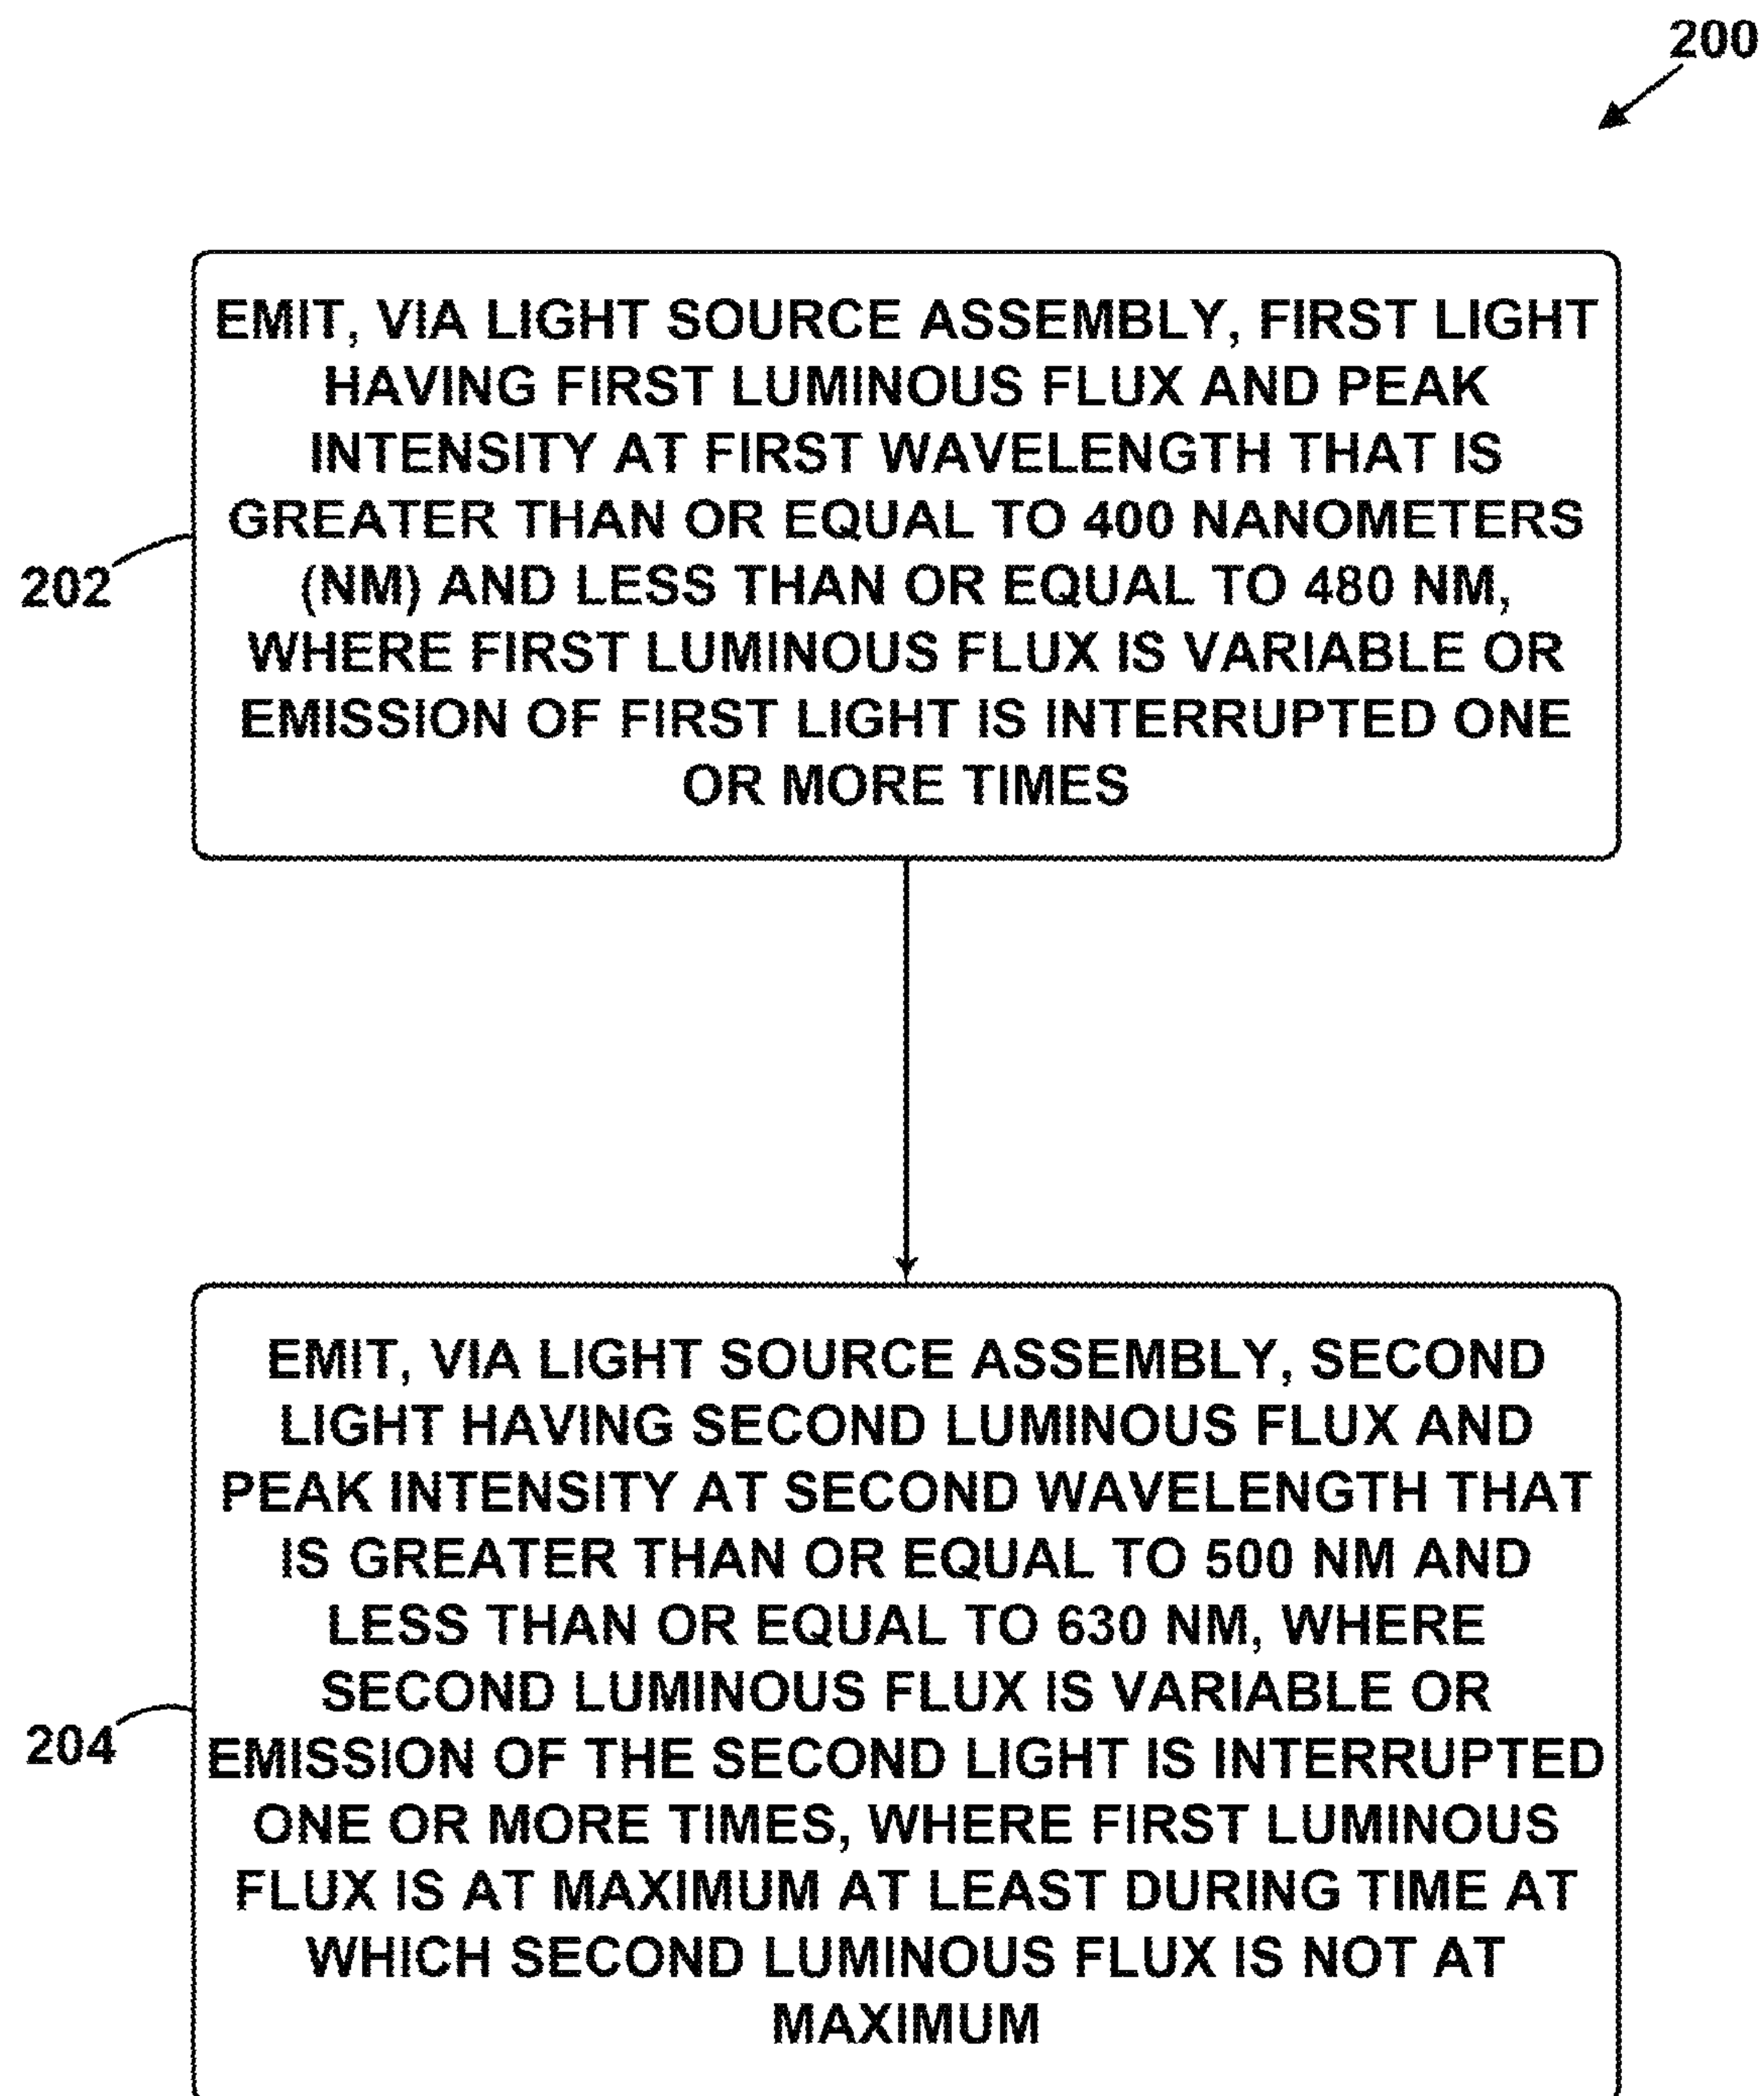 200
EMIT, VIA LIGHT SOURCE ASSEMBLY, FIRST LIGHT
HAVING FIRST LUMINOUS FLUX AND PEAK
INTENSITY AT FIRST WAVELENGTH THAT IS
GREATER THAN OR EQUAL TO 400 NANOMETERS
(NM) AND LESS THAN OR EQUAL TO 480 NM,
WHERE FIRST LUMINOUS FLUX IS VARIABLE OR
EMISSION OF FIRST LIGHT IS INTERRUPTED ONE
OR MORE TIMES
202
EMIT, VIA LIGHT SOURCE ASSEMBLY, SECOND
LIGHT HAVING SECOND LUMINOUS FLUX AND
PEAK INTENSITY AT SECOND WAVELENGTH THAT
IS GREATER THAN OR EQUAL TO 500 NM AND
LESS THAN OR EQUAL TO 630 NM, WHERE
SECOND LUMINOUS FLUX IS VARIABLE OR
EMISSION OF THE SECOND LIGHT IS INTERRUPTED
ONE OR MORE TIMES, WHERE FIRST LUMINOUS
FLUX IS AT MAXIMUM AT LEAST DURING TIME AT
WHICH SECOND LUMINOUS FLUX IS NOT AT
MAXIMUM
204